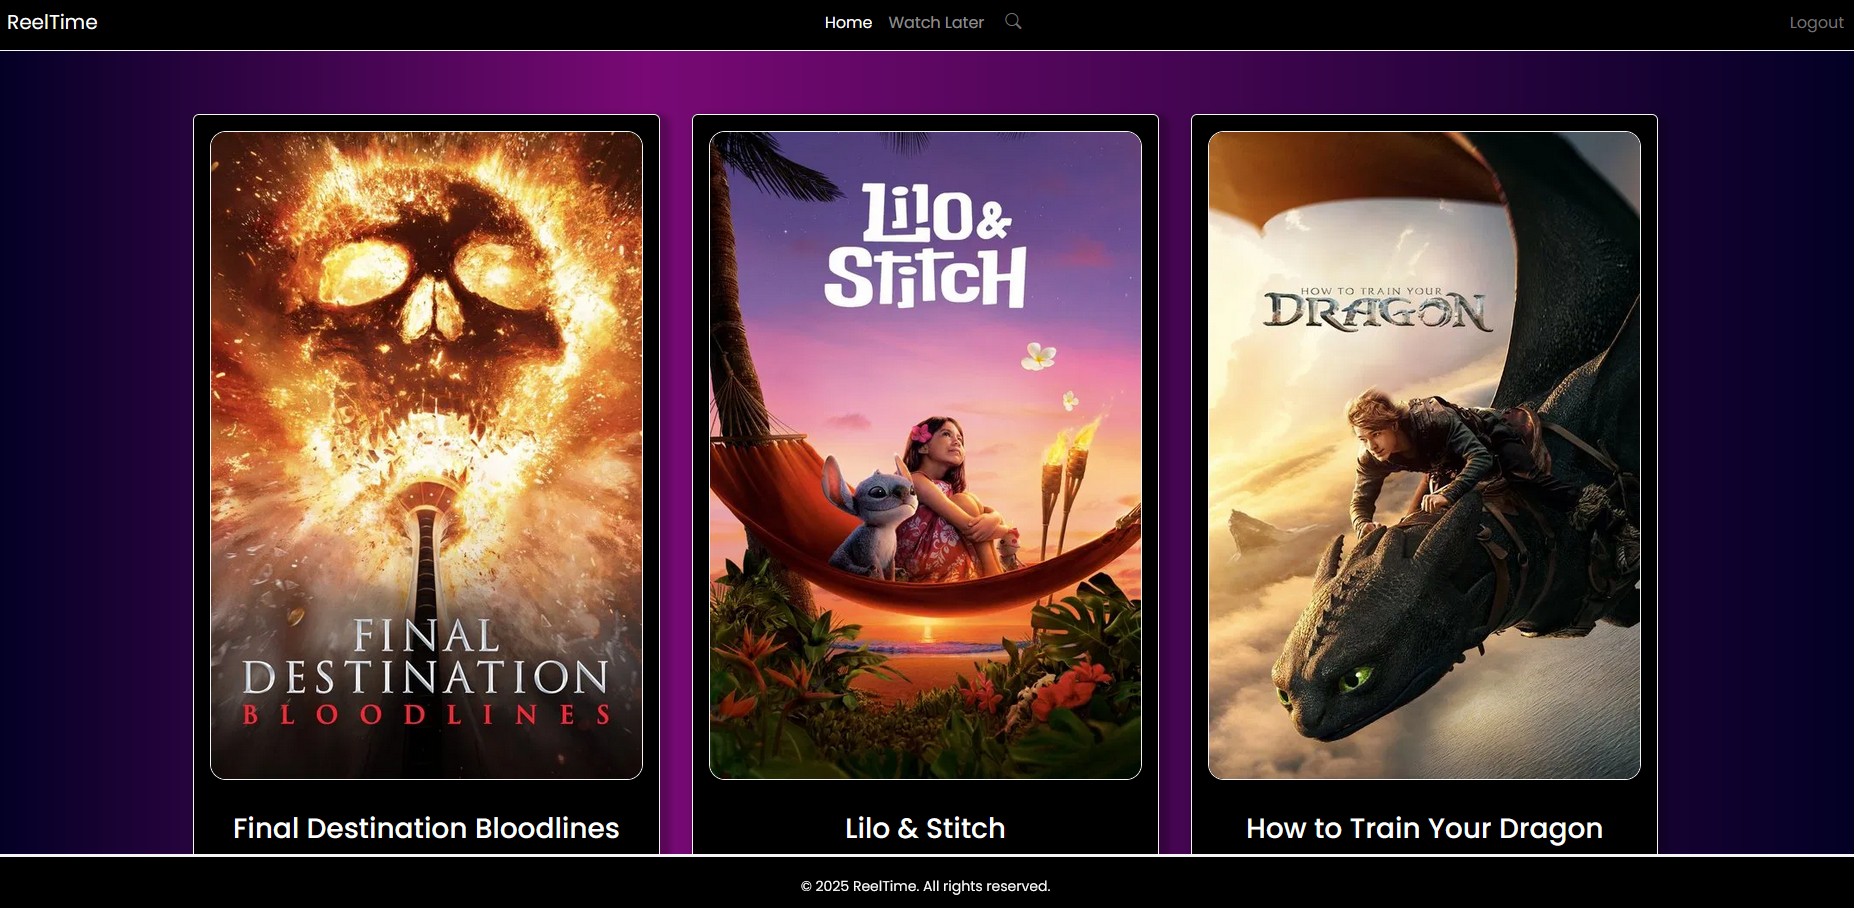 ReelTime
Home Watch Later
Logout
FINAL
DESTINATION
BLOODLINES
Lilo &
Stitch
HOW TO TRAIN YOUR
DRAGON
Final Destination Bloodlines
Lilo & Stitch
How to Train Your Dragon
© 2025 ReelTime. All rights reserved.